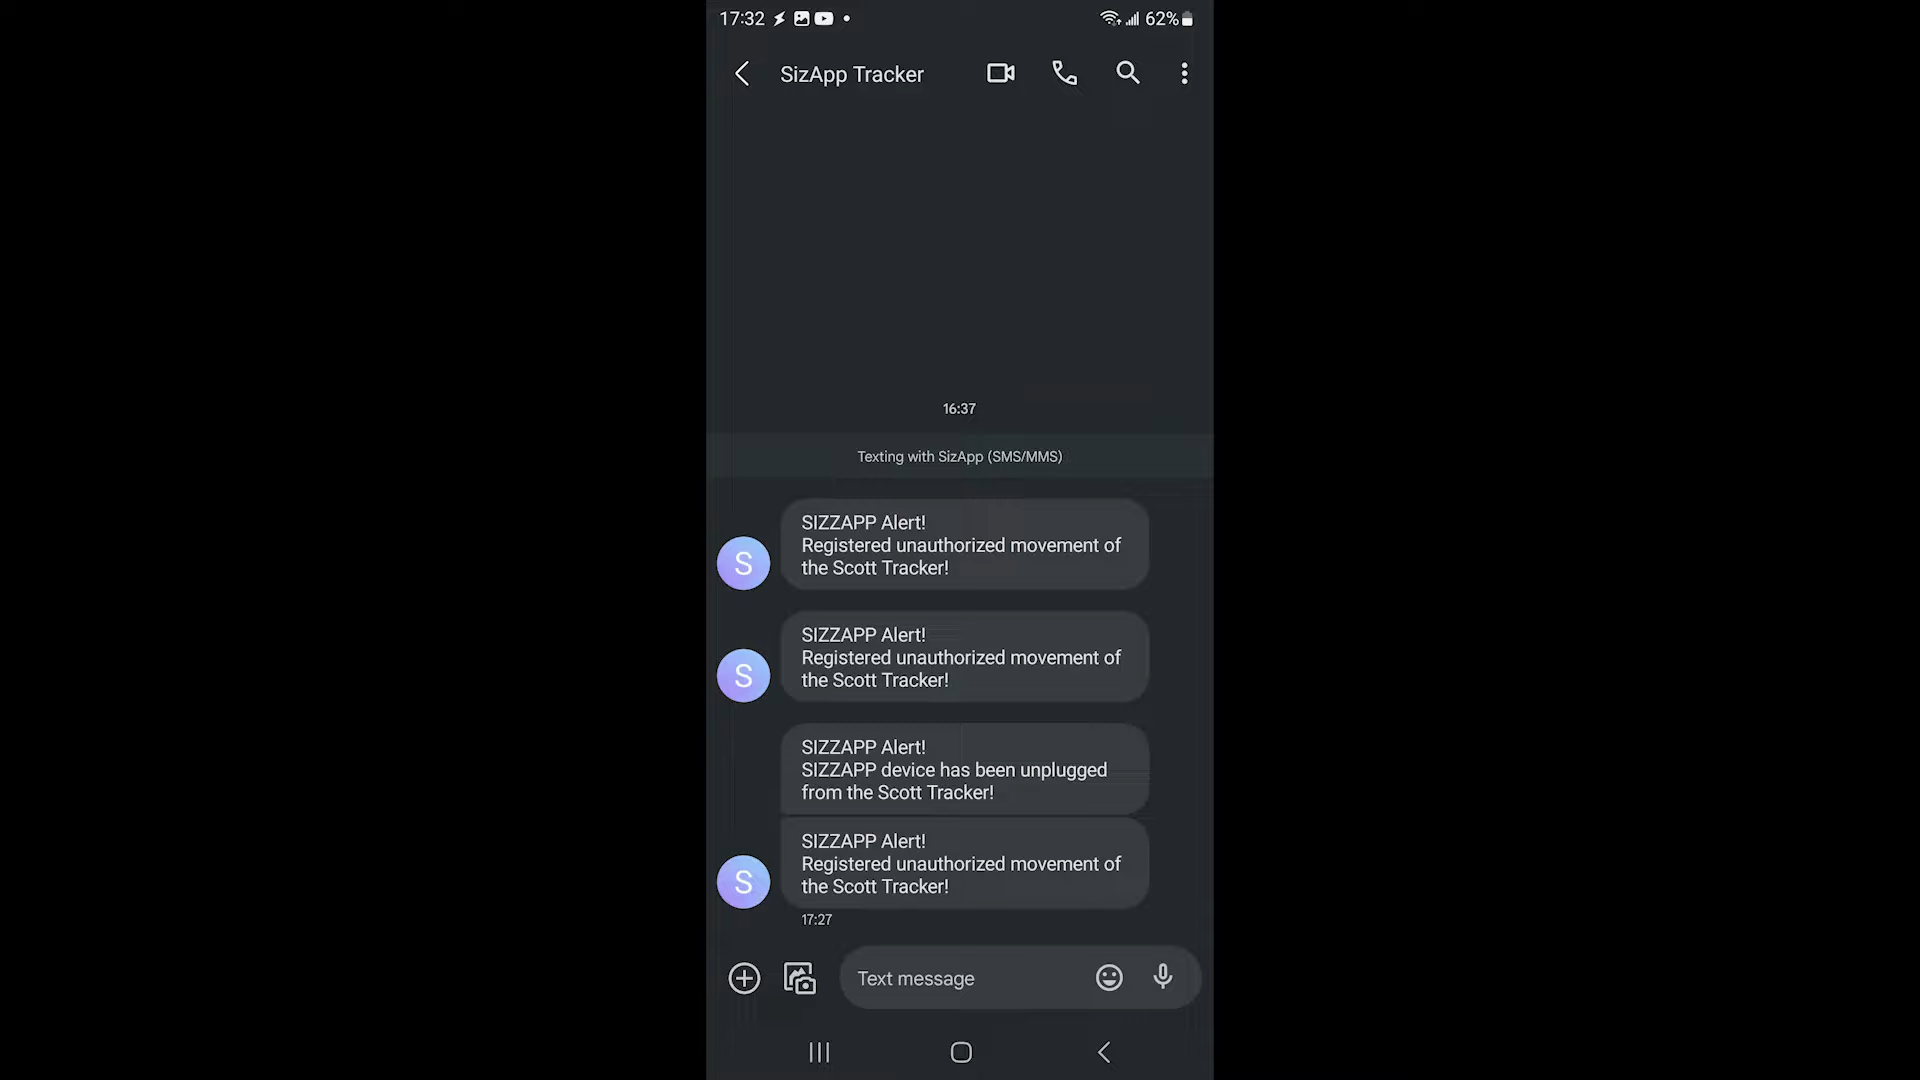 17:32
62%
SizApp Tracker
16:37
Texting with SizApp (SMS/MMS)
SIZZAPP Alert!
Registered unauthorized movement of
the Scott Tracker!
S
SIZZAPP Alert!
Registered unauthorized movement of
the Scott Tracker!
S
SIZZAPP Alert!
SIZZAPP device has been unplugged
from the Scott Tracker!
SIZZAPP Alert!
Registered unauthorized movement of
the Scott Tracker!
S
17:27
Text message